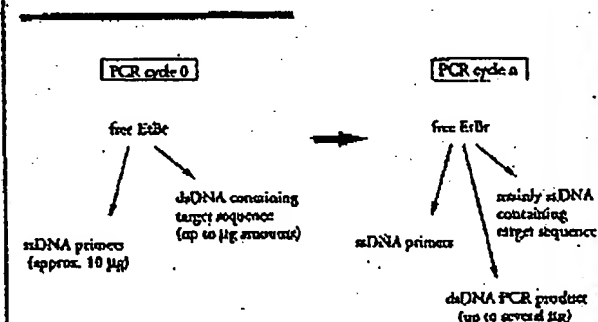 PCR cycle 0
free EtBr
ssDNA primers
(approx. 10 µg)
dsDNA containing
target sequence
(up to µg amounts)
PCR cycle n
free EtBr
ssDNA primers
mainly ssDNA
containing
target sequence
dsDNA PCR product
(up to several µg)